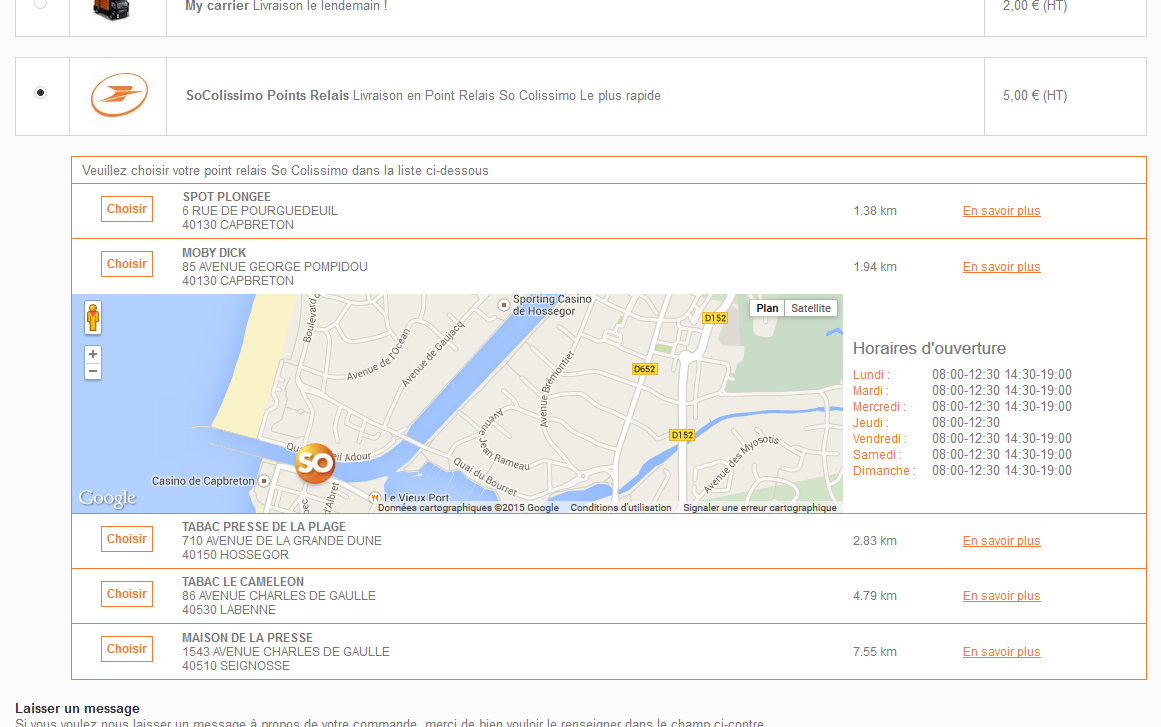 My carrier Livraison le lendemain !
2,00 € (HT)
SoColissimo Points Relais Livraison en Point Relais So Colissimo Le plus rapide
5,00 € (HT)
Veuillez choisir votre point relais So Colissimo dans la liste ci-dessous
Choisir
SPOT PLONGEE
6 RUE DE POURGUEDEUIL
40130 CAPBRETON
1.38 km
En savoir plus
Choisir
MOBY DICK
85 AVENUE GEORGE POMPIDOU
40130 CAPBRETON
1.94 km
En savoir plus
Sporting Casino
de Hossegor
Plan
Satellite
D152
Boulevard d
Avenue de l'Océan
Avenue de Gaujacq
Avenue Brémontier
D652
D152
Avenue
Jean Rameau
Quai du Bourret
Avenue des Myosotis
Qua
eil Adour
SO
Casino de Capbreton
d'Albret
Le Vieux Port
Google
Données cartographiques ©2015 Google
Conditions d'utilisation
Signaler une erreur cartographique
Horaires d'ouverture
Lundi : 08:00-12:30 14:30-19:00
Mardi : 08:00-12:30 14:30-19:00
Mercredi : 08:00-12:30 14:30-19:00
Jeudi : 08:00-12:30
Vendredi : 08:00-12:30 14:30-19:00
Samedi : 08:00-12:30 14:30-19:00
Dimanche : 08:00-12:30 14:30-19:00
Choisir
TABAC PRESSE DE LA PLAGE
710 AVENUE DE LA GRANDE DUNE
40150 HOSSEGOR
2.83 km
En savoir plus
Choisir
TABAC LE CAMELEON
86 AVENUE CHARLES DE GAULLE
40530 LABENNE
4.79 km
En savoir plus
Choisir
MAISON DE LA PRESSE
1543 AVENUE CHARLES DE GAULLE
40510 SEIGNOSSE
7.55 km
En savoir plus
Laisser un message
Si vous voulez nous laisser un message à propos de votre commande, merci de bien vouloir le renseigner dans le champ ci-contre